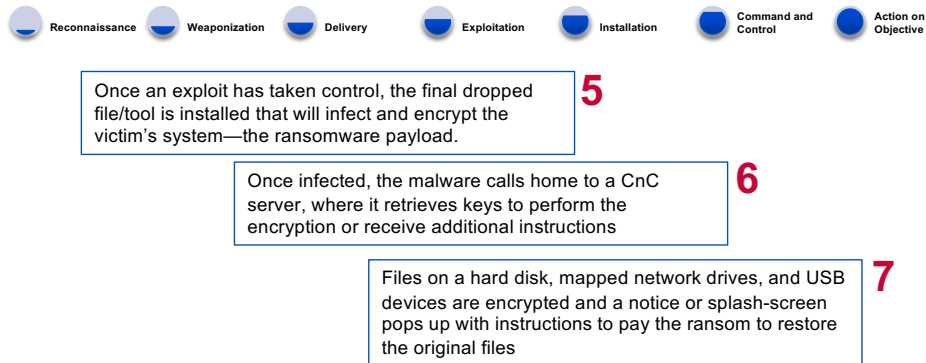 Reconnaissance Weaponization Delivery Exploitation Installation Command and Control Action on Objective
Once an exploit has taken control, the final dropped
file/tool is installed that will infect and encrypt the
victim's system—the ransomware payload.
5
Once infected, the malware calls home to a CnC
server, where it retrieves keys to perform the
encryption or receive additional instructions
6
Files on a hard disk, mapped network drives, and USB
devices are encrypted and a notice or splash-screen
pops up with instructions to pay the ransom to restore
the original files
7